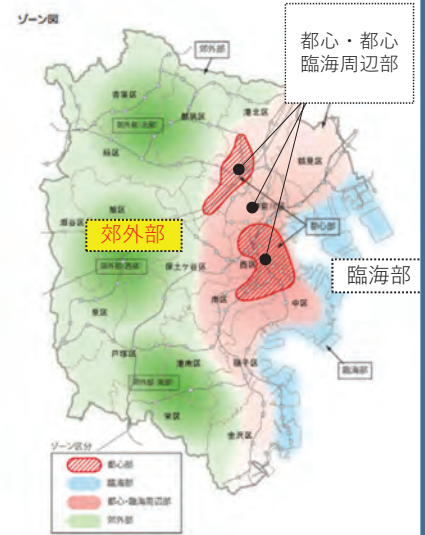 ゾーン図
郊外部
都心・都心
臨海周辺部
青葉区
都筑区
港北区
郊外部(北部)
緑区
鶴見区
神奈川区
旭区
瀬谷区
郊外部
都心部
西区
郊外部(西部)
保土ケ谷区
臨海部
南区
中区
泉区
戸塚区
港南区
磯子区
臨海部
郊外部(南部)
栄区
金沢区
ゾーン区分
都心部
臨海部
都心・臨海周辺部
郊外部